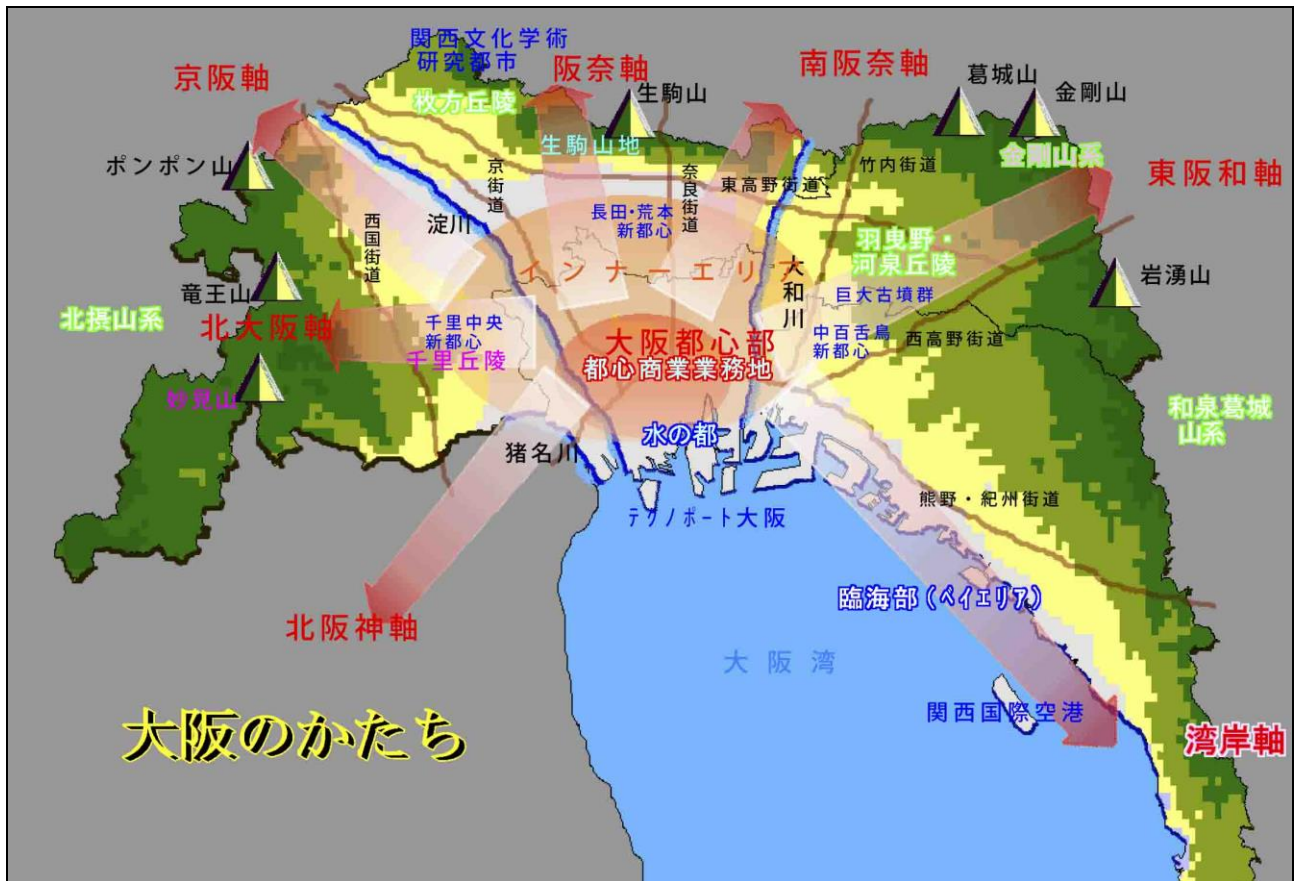 関西文化学術
研究都市
京阪軸
阪奈軸
南阪奈軸
葛城山
金剛山
生駒山
枚方丘陵
生駒山地
金剛山系
ポンポン山
竹内街道
東阪和軸
京街道
奈良街道
東高野街道
西国街道
淀川
長田・荒本
新都心
羽曳野・
河泉丘陵
インナーエリア
大和川
岩湧山
竜王山
巨大古墳群
北摂山系
北大阪軸
千里中央
新都心
大阪都心部
中百舌鳥
新都心
西高野街道
千里丘陵
都心商業業務地
妙見山
和泉葛城
山系
水の都
猪名川
熊野・紀州街道
テクノポート大阪
臨海部(ベイエリア)
北阪神軸
大阪湾
関西国際空港
大阪のかたち
湾岸軸